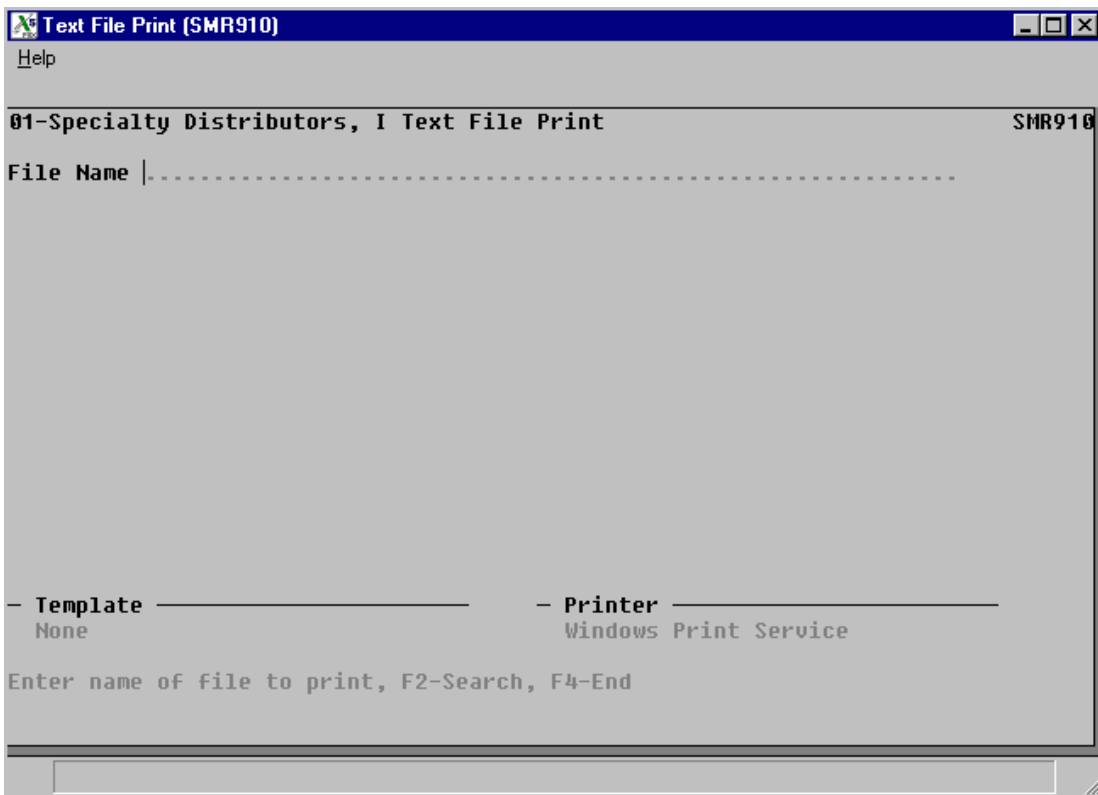 Text File Print (SMR910)
Help
01-Specialty Distributors, I Text File Print SMR910
File Name
- Template - Printer
None Windows Print Service
Enter name of file to print, F2-Search, F4-End